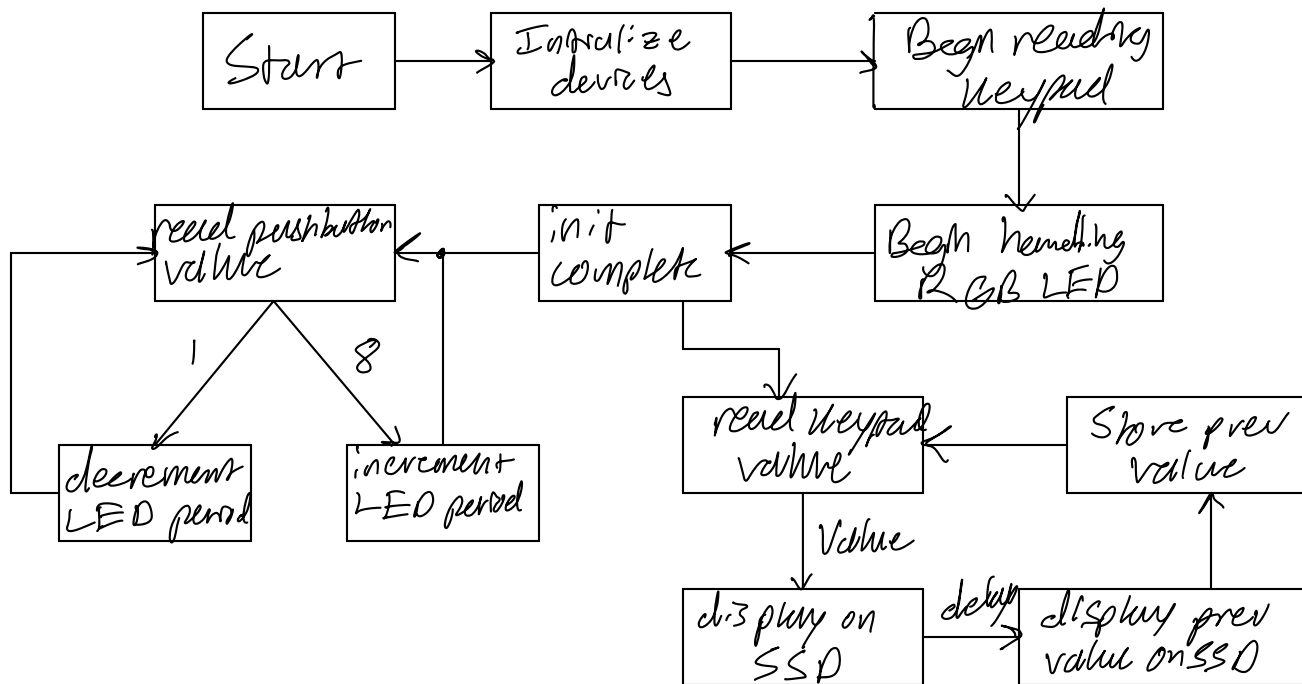 Start
Initialize
devices
Begin reading
keypad
read pushbutton
value
init
complete
Begin handling
RGB LED
1
8
decrement
LED period
increment
LED period
read keypad
value
Store prev
value
Value
display on
SSD
delay
display prev
value on SSD